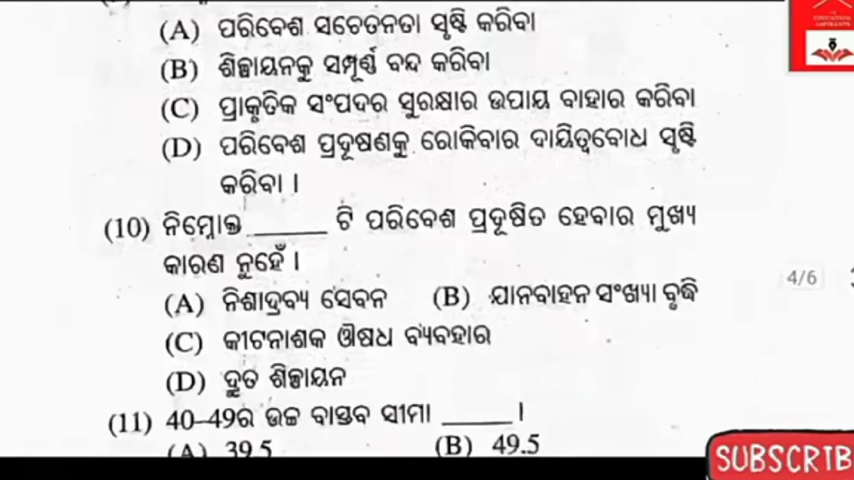 (A) ପରିବେଶ ସଚେତନତା ସୃଷ୍ଟି କରିବା
(B) ଶିଳ୍ପାୟନକୁ ସମ୍ପୂର୍ଣ୍ଣ ବନ୍ଦ କରିବା
(C) ପ୍ରାକୃତିକ ସଂପଦର ସୁରକ୍ଷାର ଉପାୟ ବାହାର କରିବା
(D) ପରିବେଶ ପ୍ରଦୂଷଣକୁ ରୋକିବାର ଦାୟିତ୍ୱବୋଧ ସୃଷ୍ଟି
କରିବା ।
(10) ନିମ୍ନୋକ୍ତ ______ ଟି ପରିବେଶ ପ୍ରଦୂଷିତ ହେବାର ମୁଖ୍ୟ
କାରଣ ନୁହେଁ ।
4/6
(A) ନିଶାଦ୍ରବ୍ୟ ସେବନ (B) ଯାନବାହନ ସଂଖ୍ୟା ବୃଦ୍ଧି
(C) କୀଟନାଶକ ଔଷଧ ବ୍ୟବହାର
(D) ଦ୍ରୁତ ଶିଳ୍ପାୟନ
(11) 40–49ର ଉଚ୍ଚ ବାସ୍ତବ ସୀମା ______ ।
(A) 39.5 (B) 49.5
SUBSCRIB